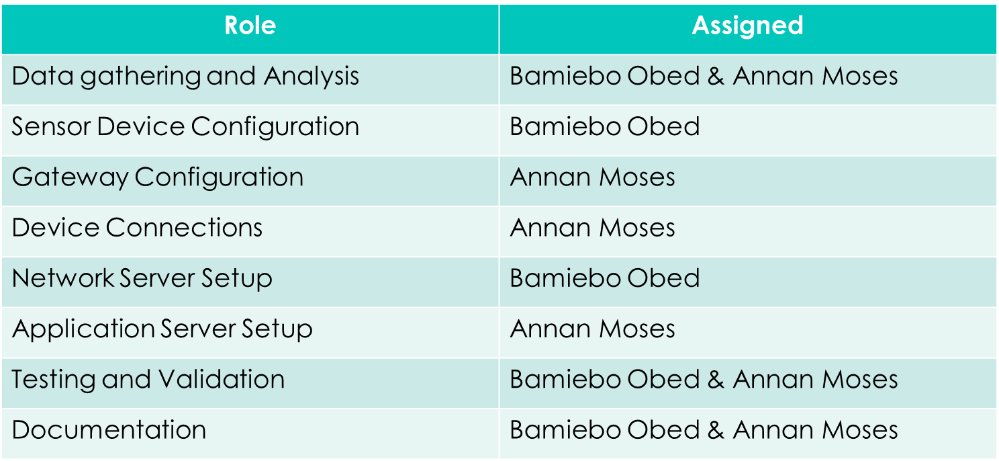 Role Assigned
Data gathering and Analysis Bamiebo Obed & Annan Moses
Sensor Device Configuration Bamiebo Obed
Gateway Configuration Annan Moses
Device Connections Annan Moses
Network Server Setup Bamiebo Obed
Application Server Setup Annan Moses
Testing and Validation Bamiebo Obed & Annan Moses
Documentation Bamiebo Obed & Annan Moses